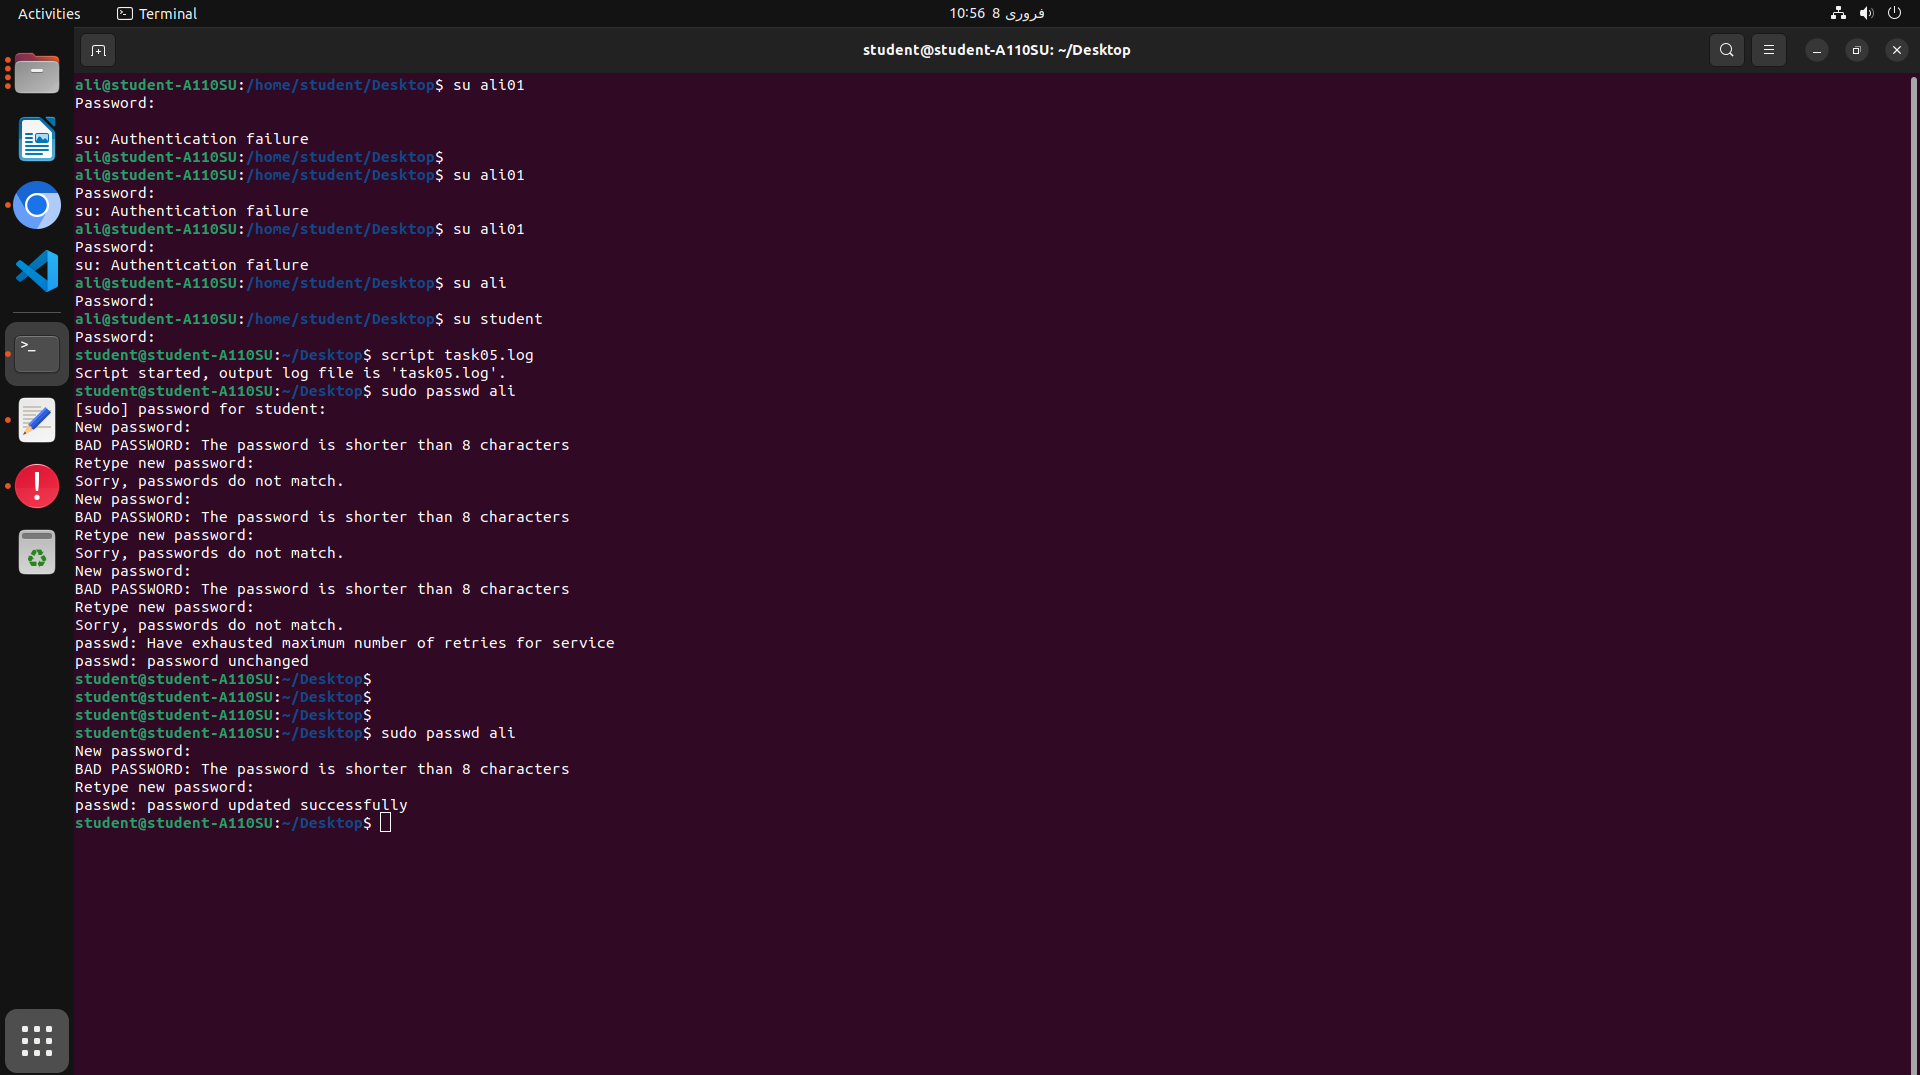 Activities
Terminal
10:56 8 فروری
student@student-A110SU: ~/Desktop
ali@student-A110SU:/home/student/Desktop$ su ali01
Password:
su: Authentication failure
ali@student-A110SU:/home/student/Desktop$
ali@student-A110SU:/home/student/Desktop$ su ali01
Password:
su: Authentication failure
ali@student-A110SU:/home/student/Desktop$ su ali01
Password:
su: Authentication failure
ali@student-A110SU:/home/student/Desktop$ su ali
Password:
ali@student-A110SU:/home/student/Desktop$ su student
Password:
student@student-A110SU:~/Desktop$ script task05.log
Script started, output log file is 'task05.log'.
student@student-A110SU:~/Desktop$ sudo passwd ali
[sudo] password for student:
New password:
BAD PASSWORD: The password is shorter than 8 characters
Retype new password:
Sorry, passwords do not match.
New password:
BAD PASSWORD: The password is shorter than 8 characters
Retype new password:
Sorry, passwords do not match.
New password:
BAD PASSWORD: The password is shorter than 8 characters
Retype new password:
Sorry, passwords do not match.
passwd: Have exhausted maximum number of retries for service
passwd: password unchanged
student@student-A110SU:~/Desktop$
student@student-A110SU:~/Desktop$
student@student-A110SU:~/Desktop$
student@student-A110SU:~/Desktop$ sudo passwd ali
New password:
BAD PASSWORD: The password is shorter than 8 characters
Retype new password:
passwd: password updated successfully
student@student-A110SU:~/Desktop$